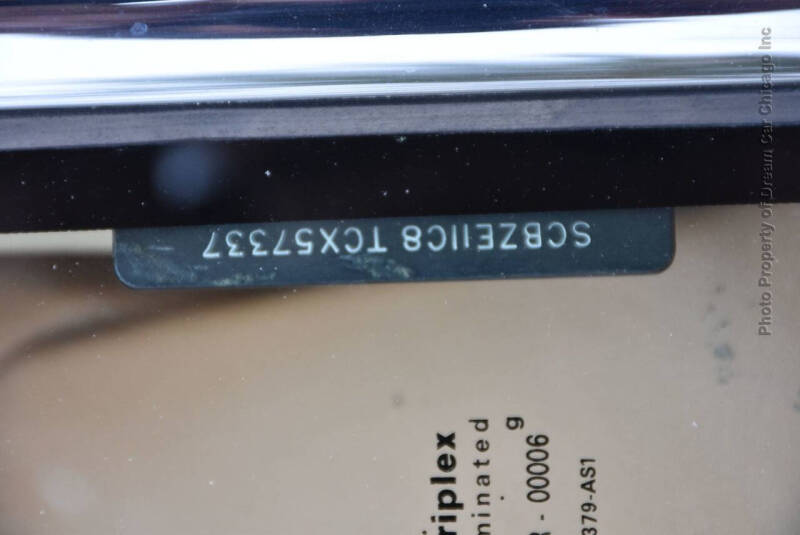 SCBZE11C8 TCX57337
riplex
minated
g
- 00006
379-AS1
Photo Property of Dream Car Chicago Inc